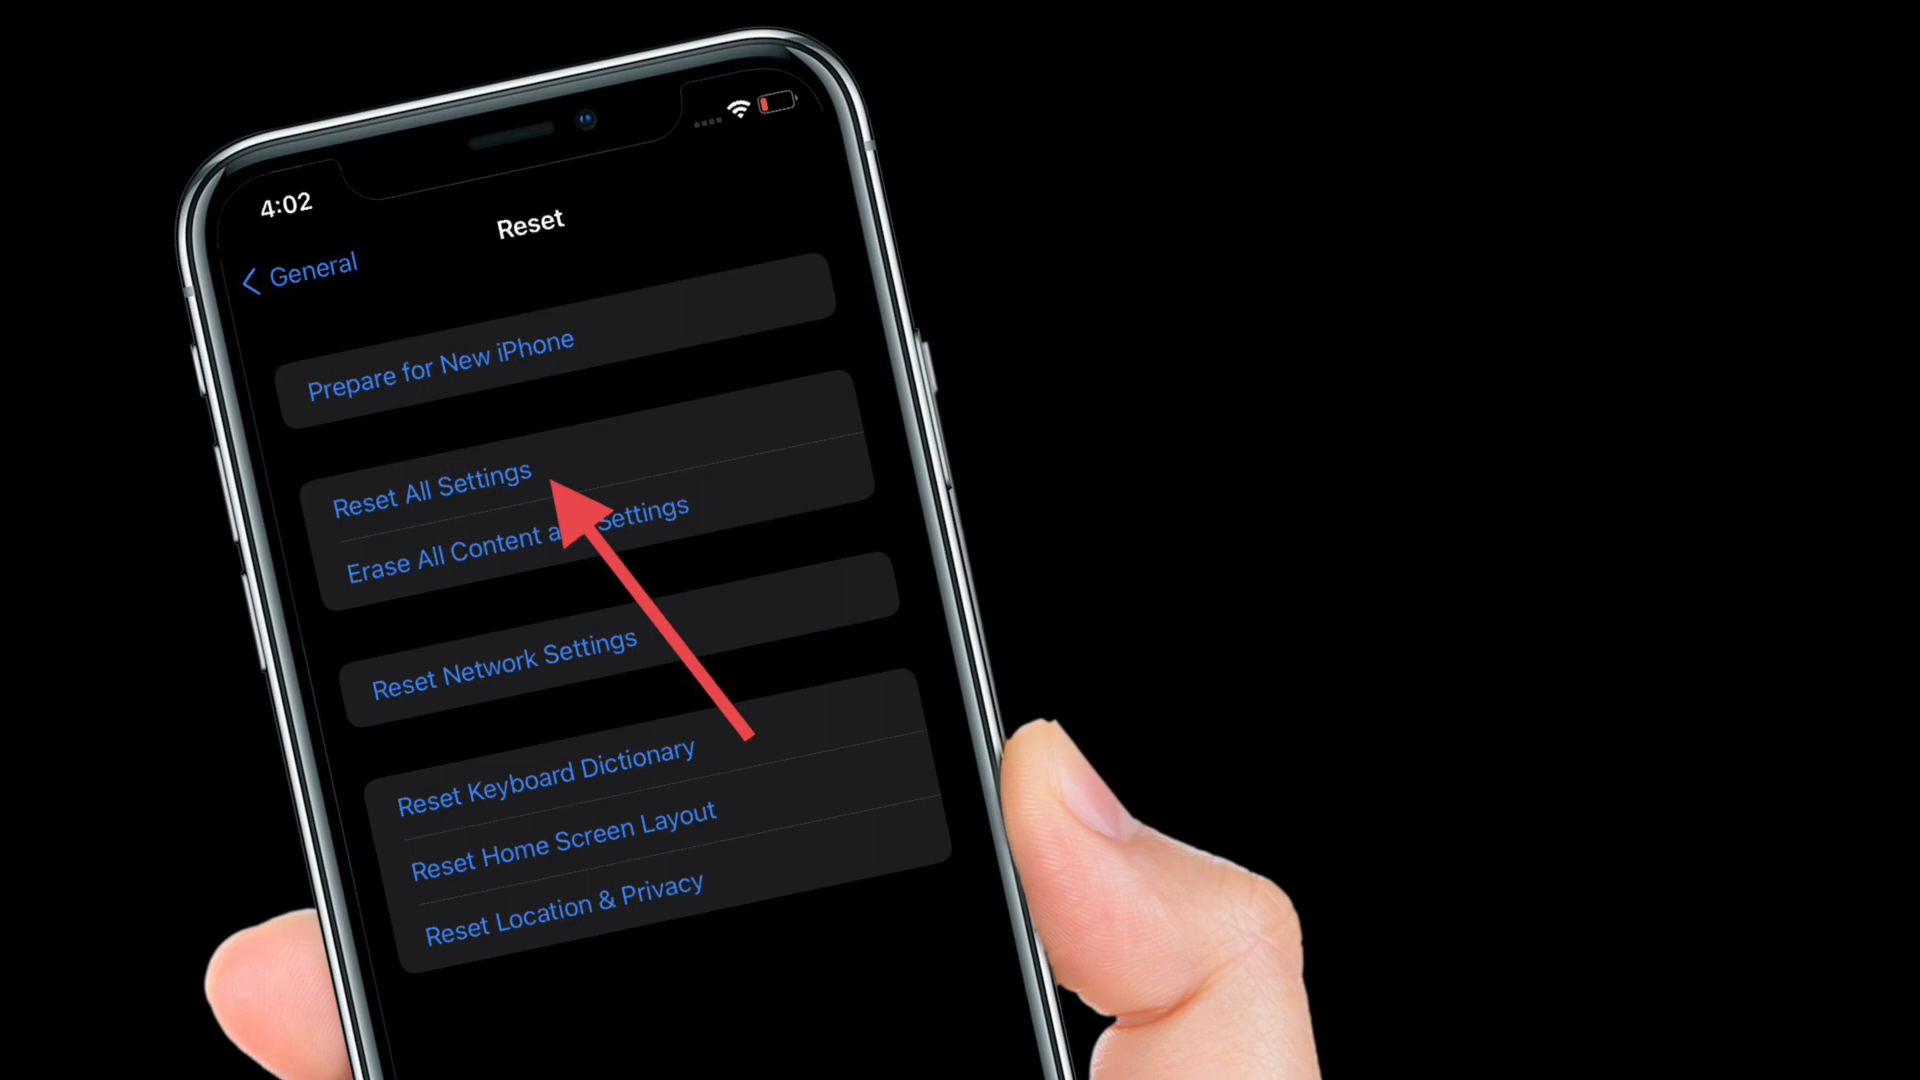 4:02
Reset
General
Prepare for New iPhone
Reset All Settings
Erase All Content a Settings
Reset Network Settings
Reset Keyboard Dictionary
Reset Home Screen Layout
Reset Location & Privacy